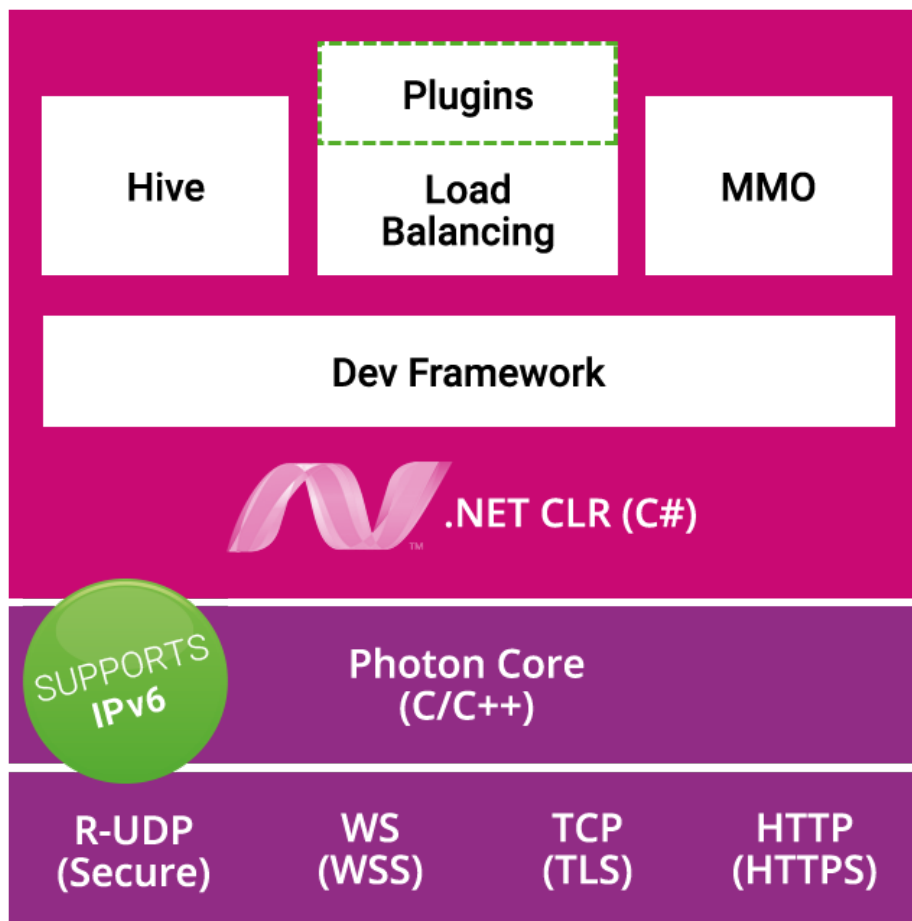 Plugins
Hive
Load
Balancing
MMO
Dev Framework
.NET CLR (C#)
TM
SUPPORTS
IPv6
Photon Core
(C/C++)
R-UDP
(Secure)
WS
(WSS)
TCP
(TLS)
HTTP
(HTTPS)